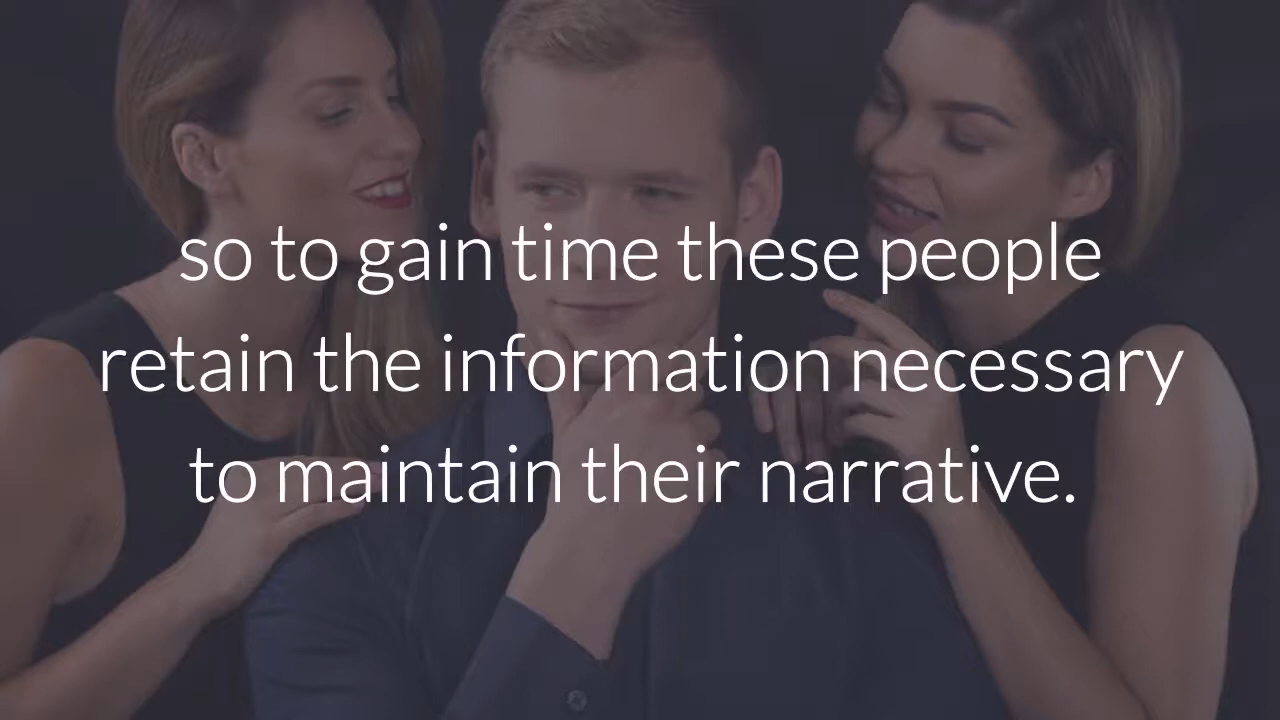 so to gain time these people
retain the information necessary
to maintain their narrative.